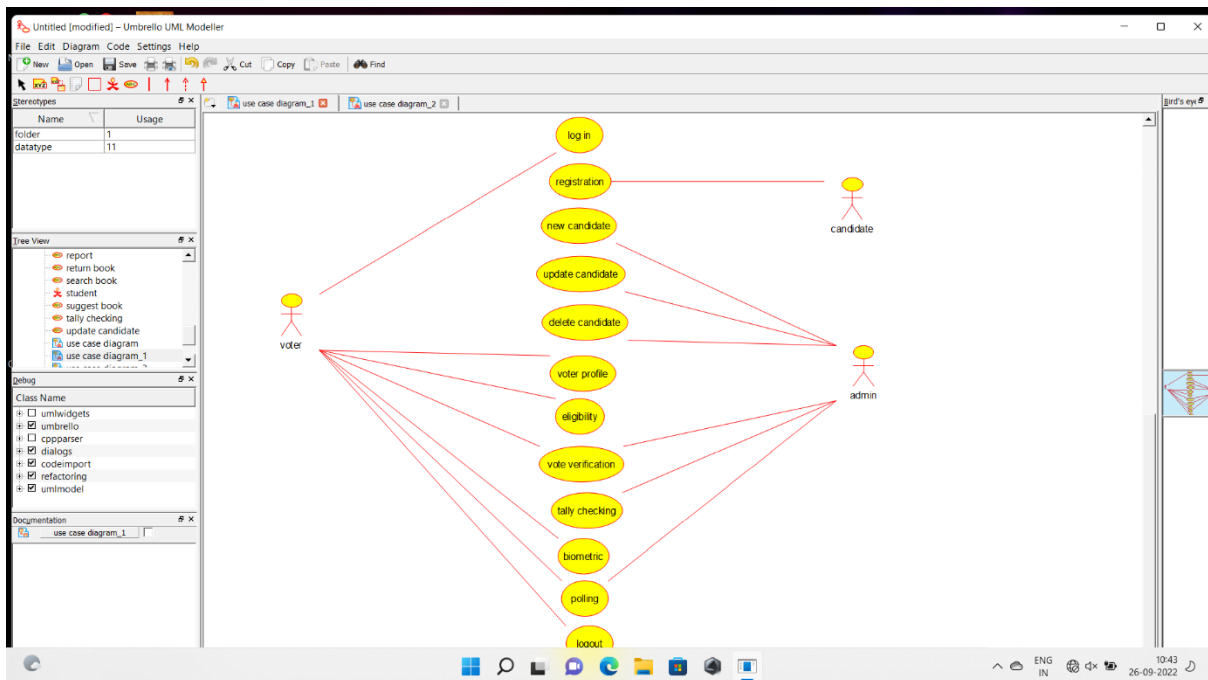 Untitled [modified] – Umbrello UML Modeller
File Edit Diagram Code Settings Help
New Open Save Cut Copy Paste Find
Stereotypes
Name Usage
folder 1
datatype 11
Tree View
report
return book
search book
student
suggest book
tally checking
update candidate
use case diagram
use case diagram_1
Debug
Class Name
umlwidgets
umbrello
cppparser
dialogs
codeimport
refactoring
umlmodel
Documentation
use case diagram_1
use case diagram_1 use case diagram_2
Bird's eye
log in
registration
candidate
new candidate
update candidate
voter
delete candidate
voter profile
admin
eligibility
vote verification
tally checking
biometric
polling
logout
ENG
IN
10:43
26-09-2022